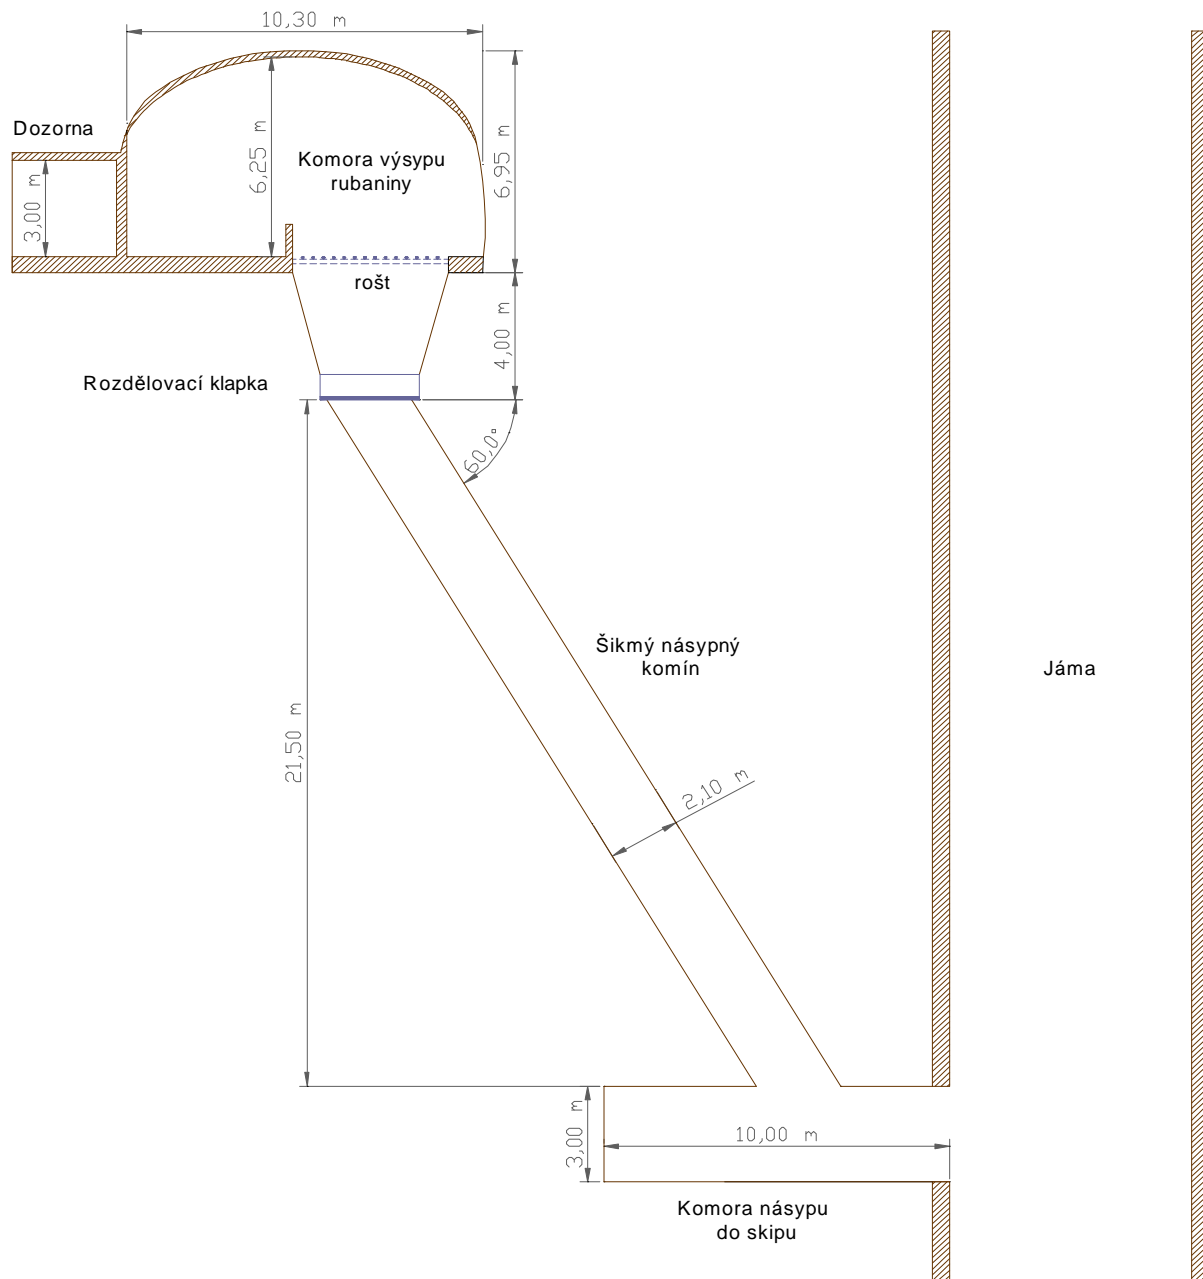 10,30 m
Dozorna
6,25 m
6,95 m
Komora výsypu
rubaniny
3,00 m
rošt
4,00 m
Rozdělovací klapka
60,0°
Šikmý násypný
komín
Jáma
21,50 m
2,10 m
3,00 m
10,00 m
Komora násypu
do skipu